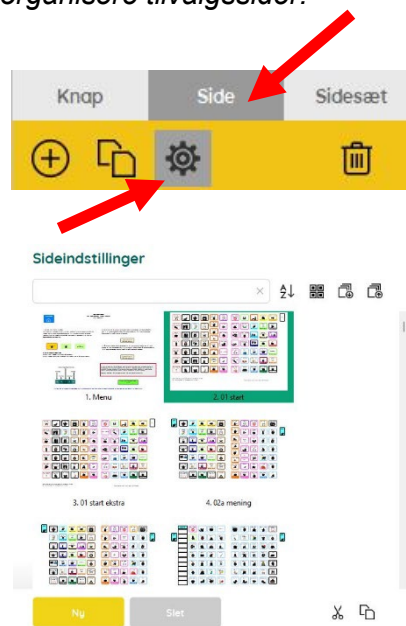 organisere tilvalgssider:
Knap Side Sidesæt
Sideindstillinger
1. Menu 2. 01 start
3. 01 start ekstra 4. 02a mening
Ny Slet